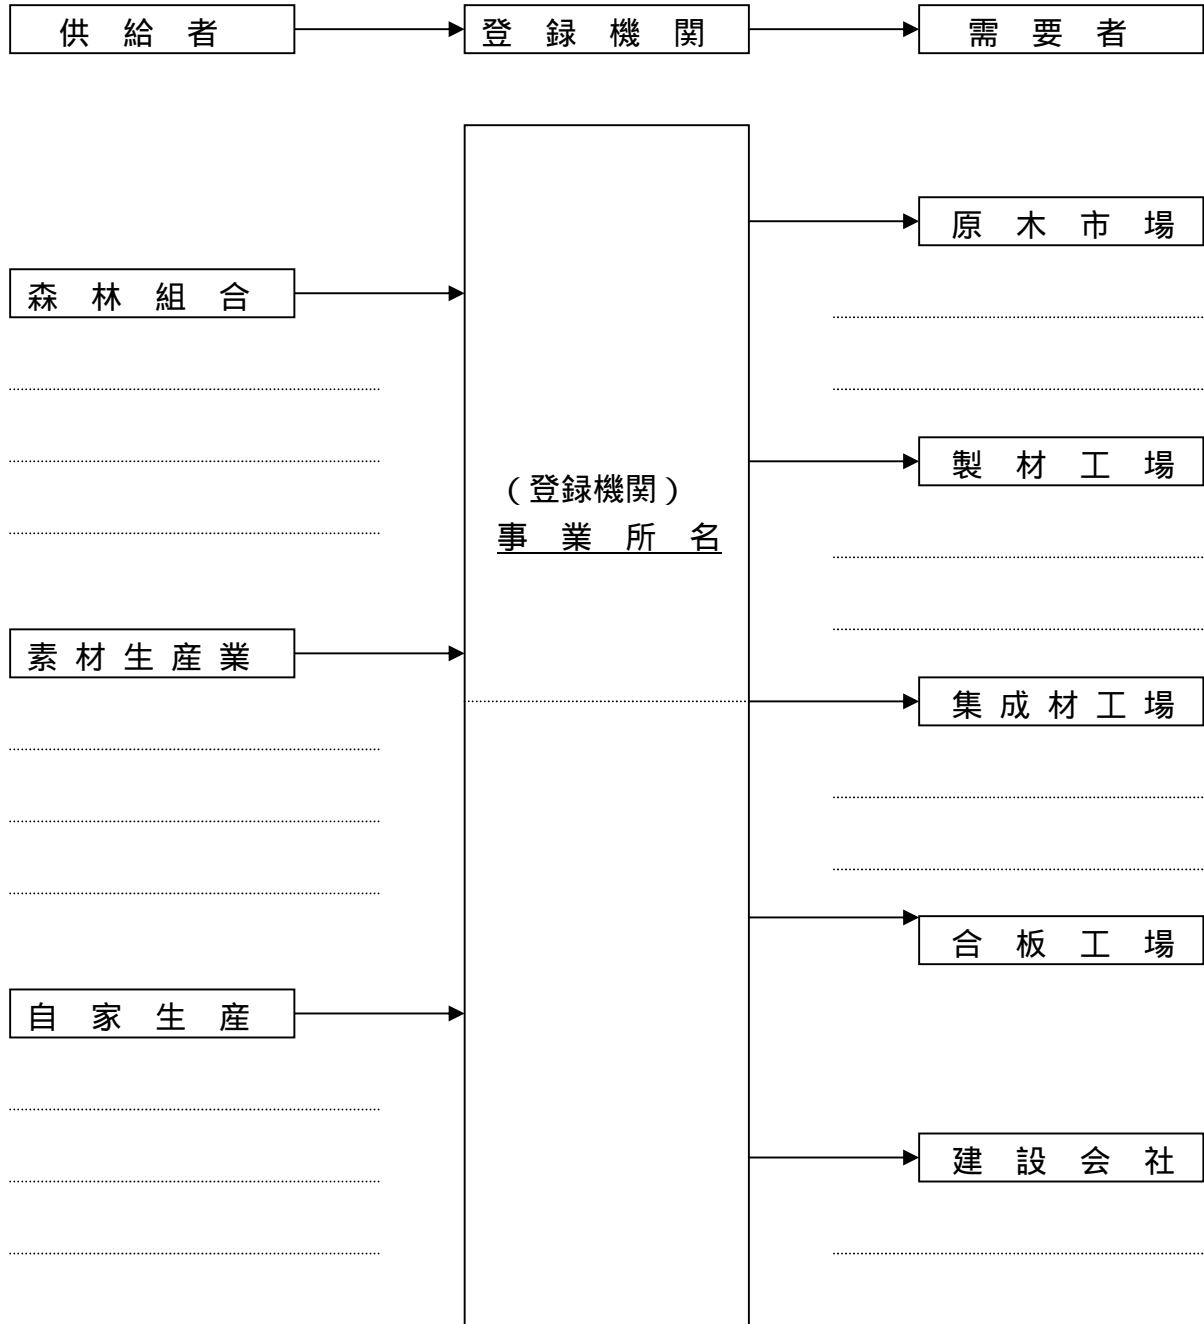 供給者
登録機関
需要者
原木市場
森林組合
製材工場
（登録機関）
事業所名
素材生産業
集成材工場
合板工場
自家生産
建設会社